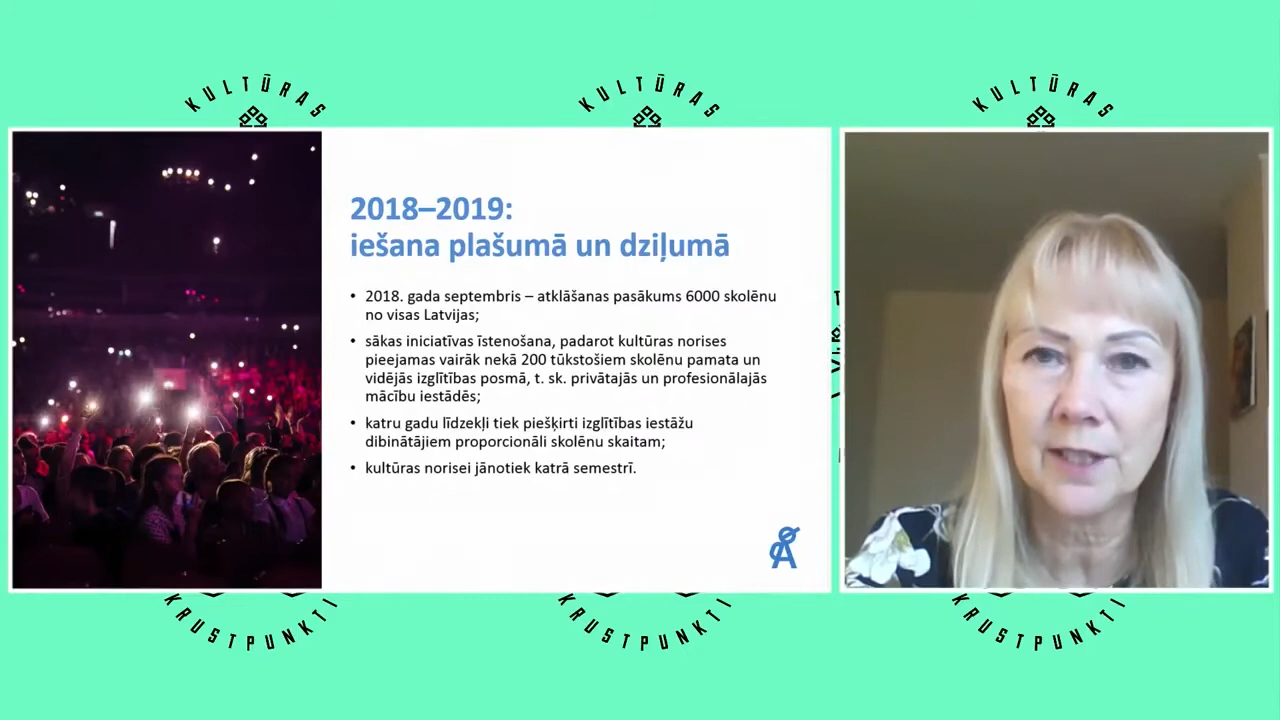 KULTŪRAS
KULTŪRAS
KULTŪRAS
2018–2019:
iešana plašumā un dziļumā
• 2018. gada septembris – atklāšanas pasākums 6000 skolēnu
no visas Latvijas;
• sākas iniciatīvas īstenošana, padarot kultūras norises
pieejamas vairāk nekā 200 tūkstošiem skolēnu pamata un
vidējās izglītības posmā, t. sk. privātajās un profesionālajās
mācību iestādēs;
• katru gadu līdzekļi tiek piešķirti izglītības iestāžu
dibinātājiem proporcionāli skolēnu skaitam;
• kultūras norisei jānotiek katrā semestrī.
KRUSTPUNKTI
KRUSTPUNKTI
KRUSTPUNKTI